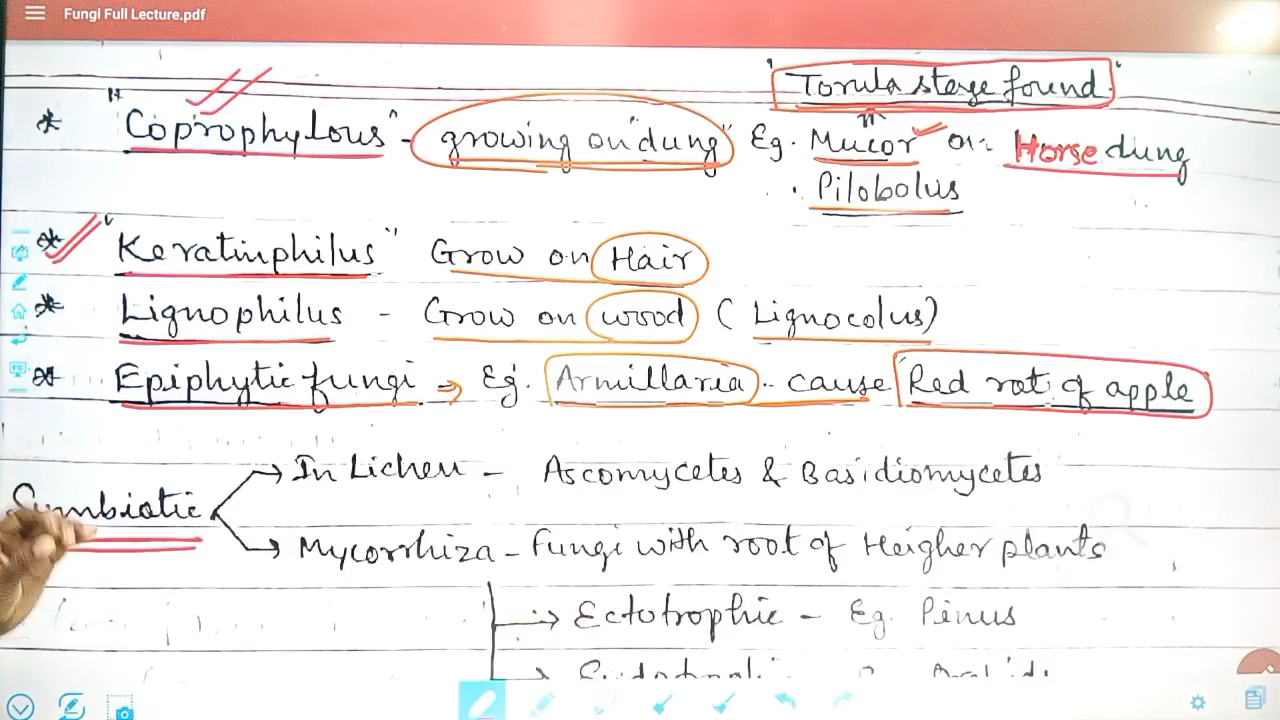 Fungi Full Lecture.pdf
"Torula stage found"
* "Coprophylous" - growing on "dung" Eg. Mucor on Horse dung
. Pilobolus
* "Keratinphilus" Grow on Hair
* Lignophilus - Grow on wood (Lignocolus)
* Epiphytic fungi → Eg. Armillaria .. cause Red rot of apple
→ In Lichen - Ascomycetes & Basidiomycetes
Symbiotic
→ Mycorrhiza - Fungi with root of Heigher plants
→ Ectotrophic - Eg. Pinus